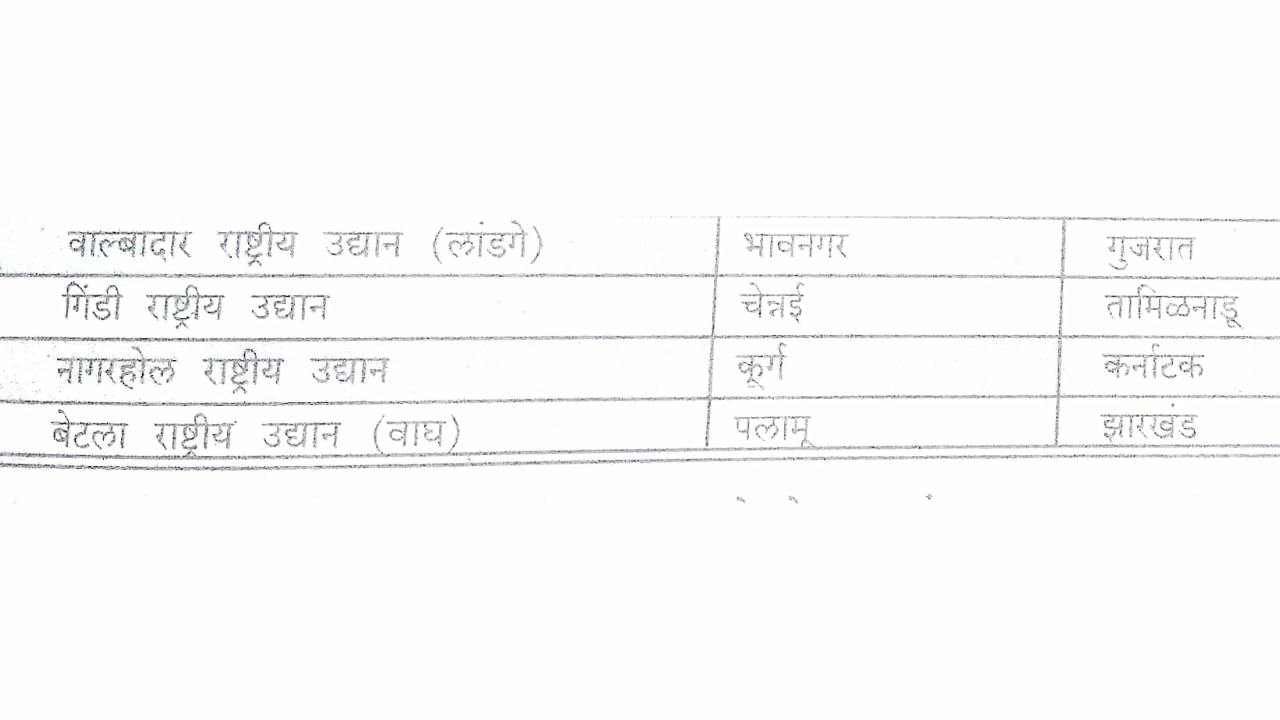 वाल्बादार राष्ट्रीय उद्यान (लांडगे) भावनगर गुजरात
गिंडी राष्ट्रीय उद्यान चेन्नई तामिळनाडू
नागरहोल राष्ट्रीय उद्यान कूर्ग कर्नाटक
बेटला राष्ट्रीय उद्यान (वाघ) पलामू झारखंड